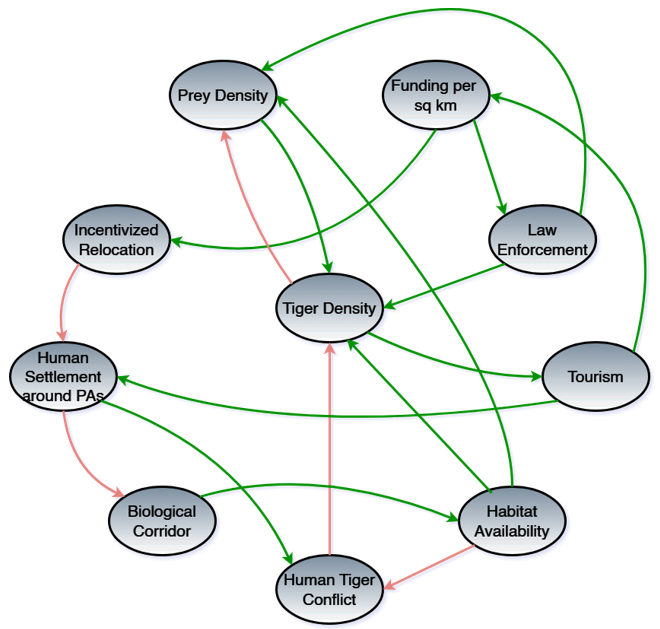 Prey Density
Funding per
sq km
Incentivized
Relocation
Law
Enforcement
Tiger Density
Human
Settlement
around PAs
Tourism
Biological
Corridor
Habitat
Availability
Human Tiger
Conflict